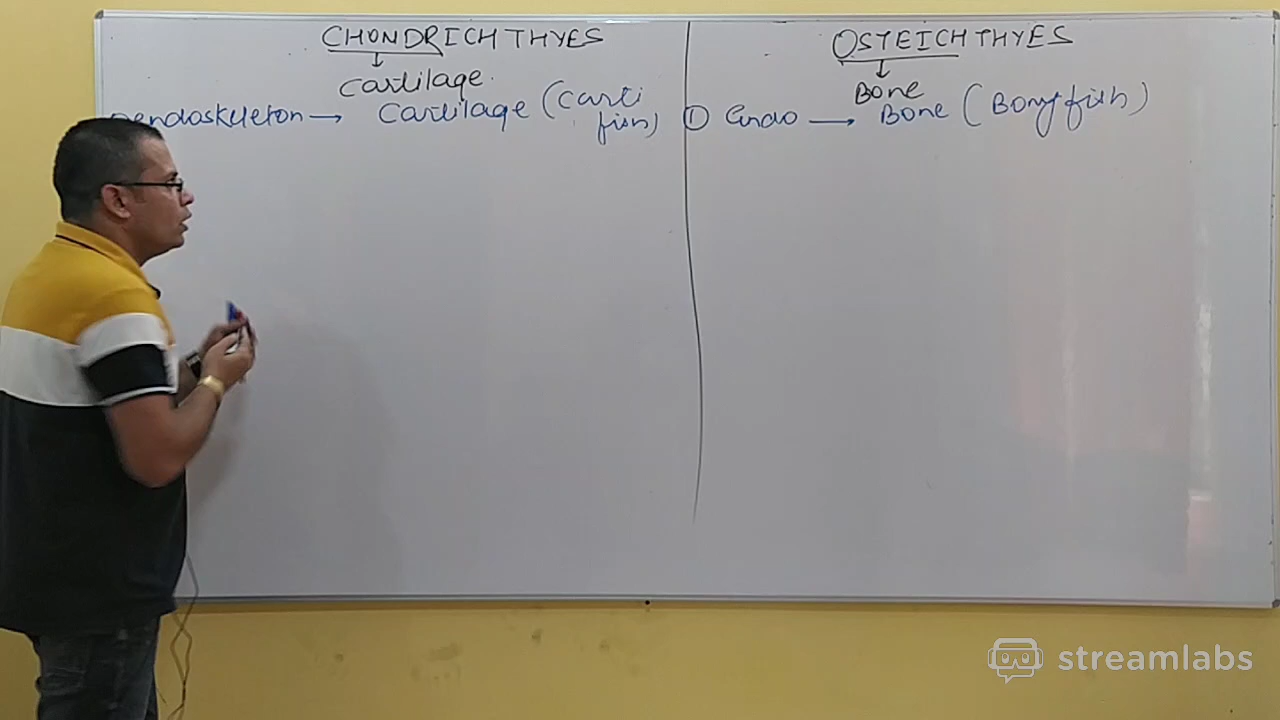 CHONDRICHTHYES
↓
Cartilage.
endoskeleton → Cartilage (Carti
fish)
OSTEICHTHYES
↓
Bone
① Endo → Bone (Bony fish)
streamlabs